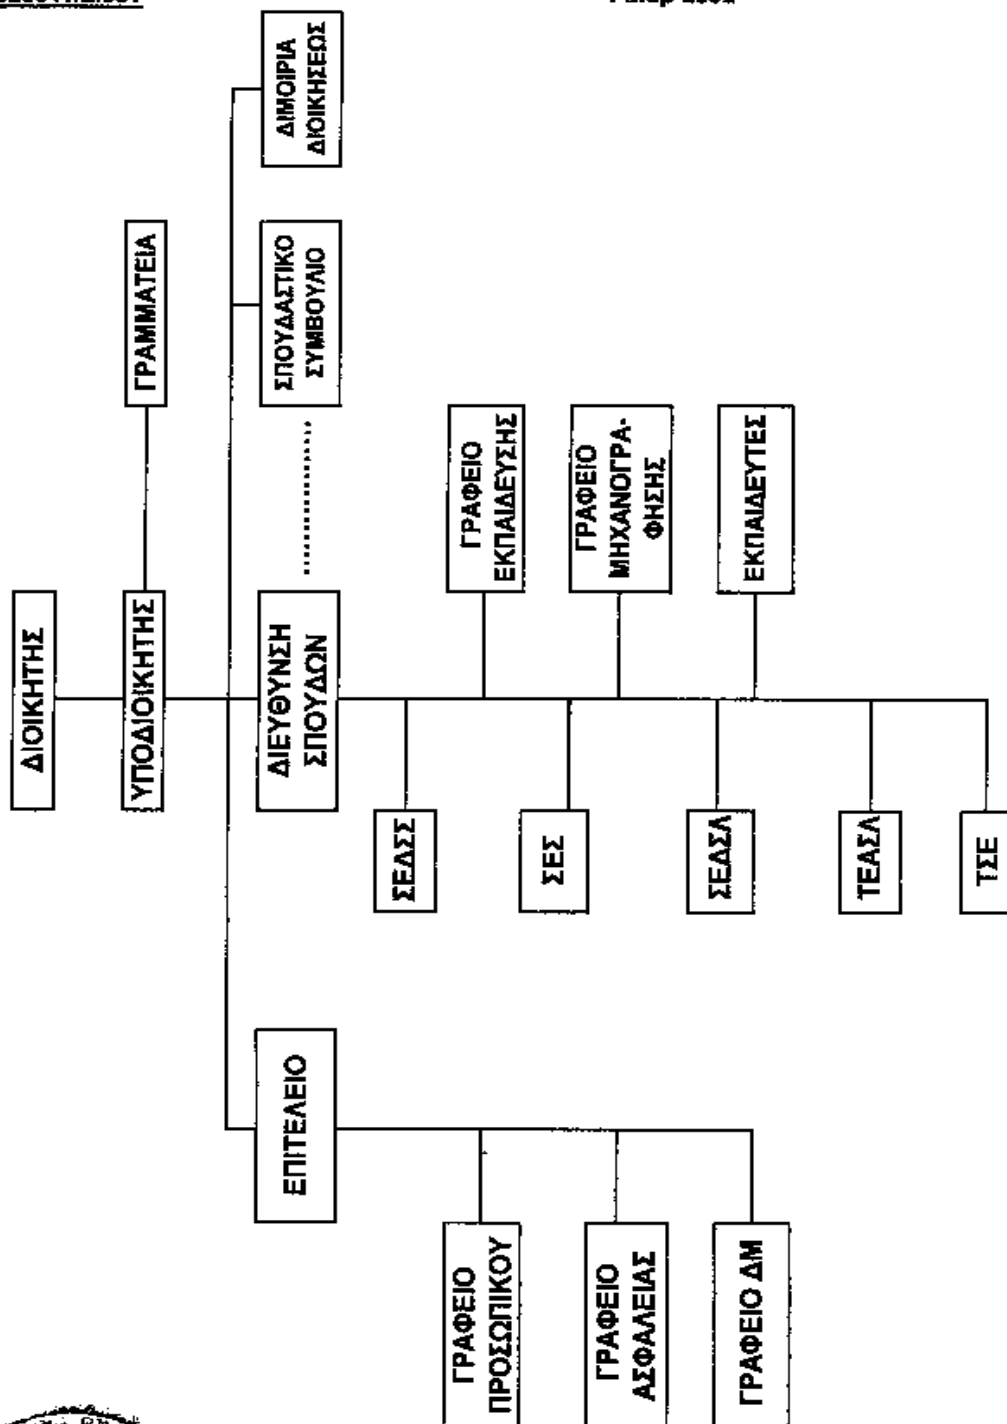 ΔΙΟΙΚΗΤΗΣ
ΥΠΟΔΙΟΙΚΗΤΗΣ
ΓΡΑΜΜΑΤΕΙΑ
ΕΠΙΤΕΛΕΙΟ
ΔΙΕΥΘΥΝΣΗ
ΣΠΟΥΔΩΝ
ΣΠΟΥΔΑΣΤΙΚΟ
ΣΥΜΒΟΥΛΙΟ
ΔΙΜΟΙΡΙΑ
ΔΙΟΙΚΗΣΕΩΣ
ΓΡΑΦΕΙΟ
ΠΡΟΣΩΠΙΚΟΥ
ΓΡΑΦΕΙΟ
ΑΣΦΑΛΕΙΑΣ
ΓΡΑΦΕΙΟ ΔΜ
ΣΕΔΣΣ
ΣΕΣ
ΣΕΔΣΛ
ΤΕΑΣΛ
ΤΣΕ
ΓΡΑΦΕΙΟ
ΕΚΠΑΙΔΕΥΣΗΣ
ΓΡΑΦΕΙΟ
ΜΗΧΑΝΟΓΡΑ-
ΦΗΣΗΣ
ΕΚΠΑΙΔΕΥΤΕΣ